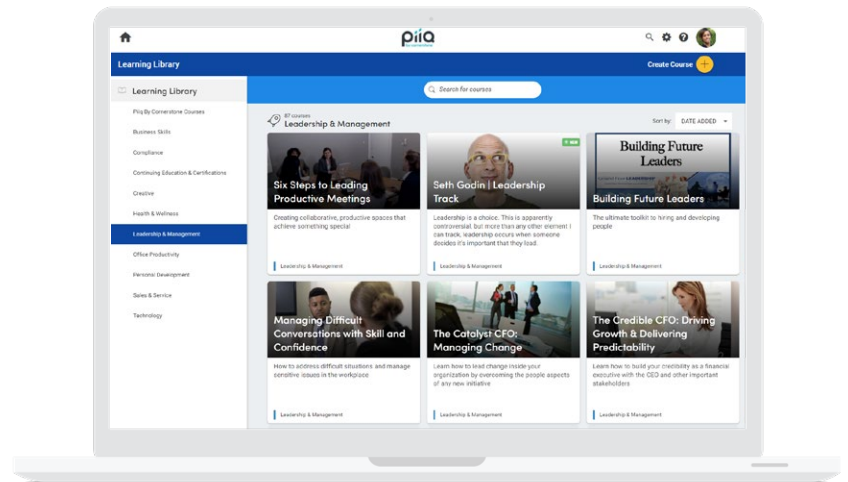 piiq
by cornerstone
Learning Library
Create Course
Learning Library
Search for courses
Piiq By Cornerstone Courses
Business Skills
Compliance
Continuing Education & Certifications
Creative
Health & Wellness
Leadership & Management
Office Productivity
Personal Development
Sales & Service
Technology
87 courses
Leadership & Management
Sort by:
DATE ADDED
Six Steps to Leading
Productive Meetings
Creating collaborative, productive spaces that
achieve something special
Leadership & Management
Seth Godin | Leadership
Track
Leadership is a choice. This is apparently
controversial, but more than any other element I
can track, leadership occurs when someone
decides it's important that they lead.
Leadership & Management
Building Future
Leaders
Building Future Leaders
The ultimate toolkit to hiring and developing
people
Leadership & Management
Managing Difficult
Conversations with Skill and
Confidence
How to address difficult situations and manage
sensitive issues in the workplace
Leadership & Management
The Catalyst CFO:
Managing Change
Learn how to lead change inside your
organization by overcoming the people aspects
of any new initiative
Leadership & Management
The Credible CFO: Driving
Growth & Delivering
Predictability
Learn how to build your credibility as a financial
executive with the CEO and other important
stakeholders
Leadership & Management